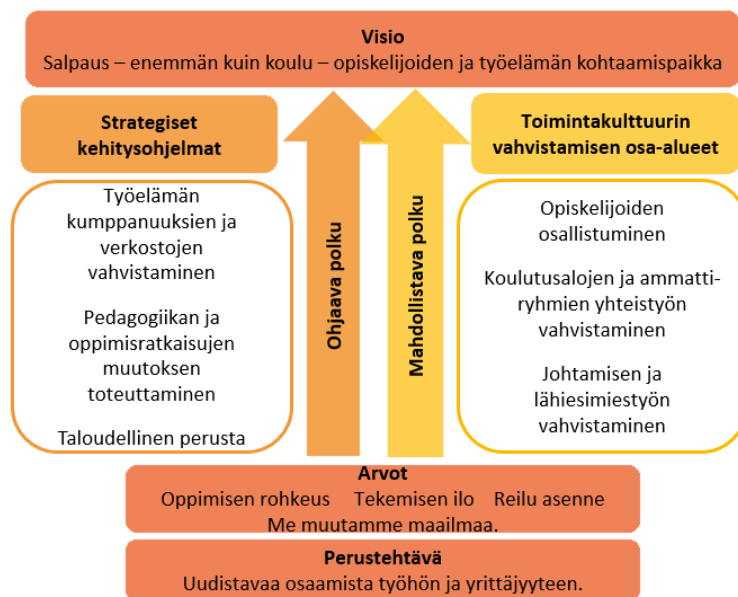 Visio
Salpaus – enemmän kuin koulu – opiskelijoiden ja työelämän kohtaamispaikka
Strategiset
kehitysohjelmat
Työelämän
kumppanuuksien ja
verkostojen
vahvistaminen
Pedagogiikan ja
oppimisratkaisujen
muutoksen
toteuttaminen
Taloudellinen perusta
Ohjaava polku
Mahdollistava polku
Toimintakulttuurin
vahvistamisen osa-alueet
Opiskelijoiden
osallistuminen
Koulutusalojen ja ammatti-
ryhmien yhteistyön
vahvistaminen
Johtamisen ja
lähiesimiestyön
vahvistaminen
Arvot
Oppimisen rohkeus Tekemisen ilo Reilu asenne
Me muutamme maailmaa.
Perustehtävä
Uudistavaa osaamista työhön ja yrittäjyyteen.